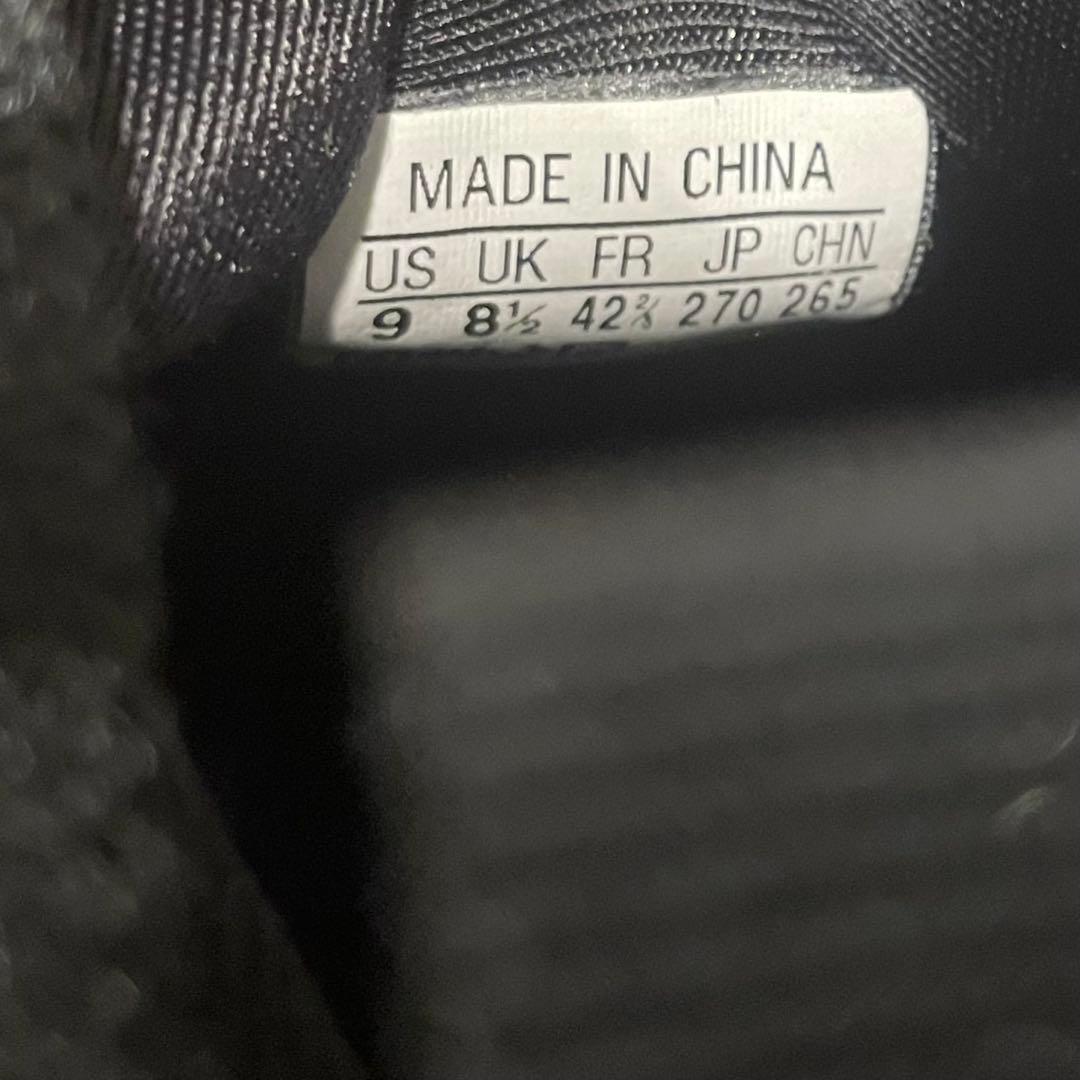 MADE IN CHINA
US UK FR JP CHN
9 8½ 42⅔ 270 265